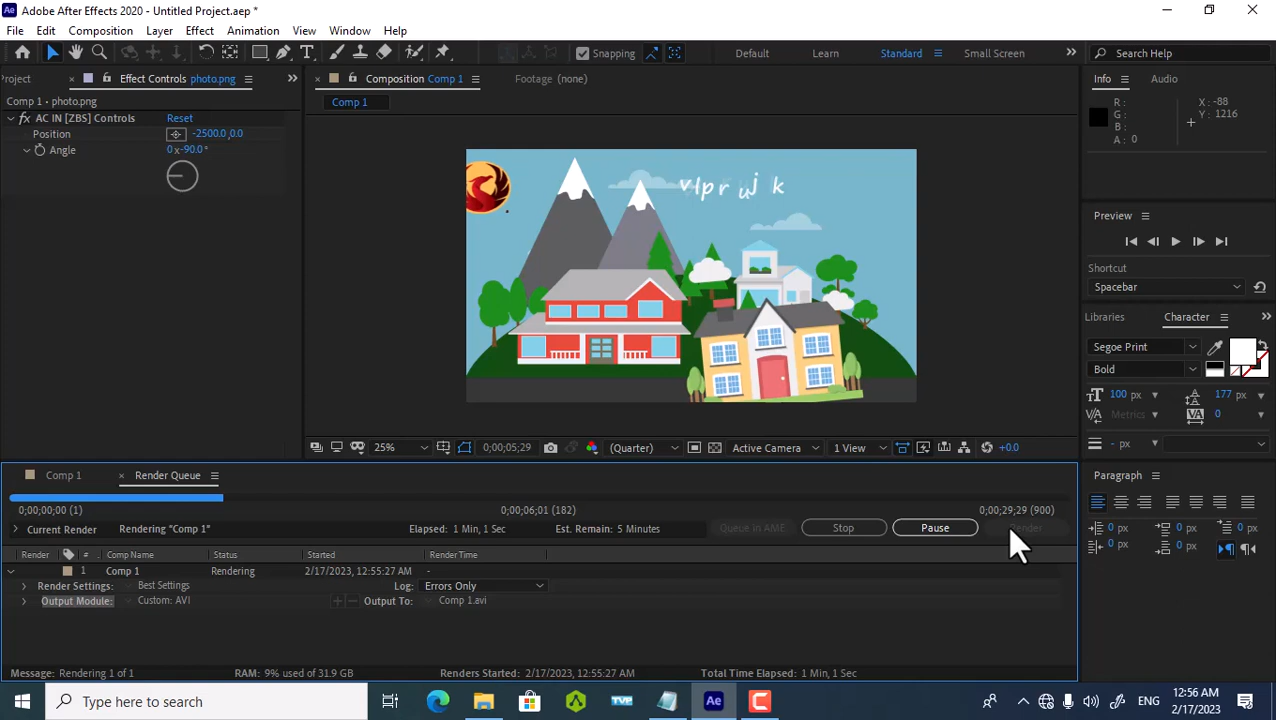 Adobe After Effects 2020 - Untitled Project.aep *
File Edit Composition Layer Effect Animation View Window Help
Snapping Default Learn Standard Small Screen Search Help
roject Effect Controls photo.png Composition Comp 1 Footage (none) Info Audio
Comp 1 • photo.png Comp 1
R :
G :
B :
A : 0
X : -88
Y : 1216
fx AC IN [ZBS] Controls Reset
Position -2500.0,0.0
Angle 0x-90.0°
vlpr uj k
Preview
Shortcut
Spacebar
Libraries Character
Segoe Print
Bold
100 px 177 px
Metrics 0
- px
25% 0;00;05;29 (Quarter) Active Camera 1 View +0.0
Comp 1 Render Queue
0;00;00;00 (1) 0;00;06;01 (182) 0;00;29;29 (900)
Current Render Rendering "Comp 1" Elapsed: 1 Min, 1 Sec Est. Remain: 5 Minutes Queue in AME Stop Pause Render
Render # Comp Name Status Started Render Time
1 Comp 1 Rendering 2/17/2023, 12:55:27 AM -
Render Settings: Best Settings Log: Errors Only
Output Module: Custom: AVI + − Output To: Comp 1.avi
Message: Rendering 1 of 1 RAM: 9% used of 31.9 GB Renders Started: 2/17/2023, 12:55:27 AM Total Time Elapsed: 1 Min, 1 Sec
Paragraph
0 px 0 px 0 px
0 px 0 px
Type here to search TVP Ae ENG 12:56 AM
2/17/2023